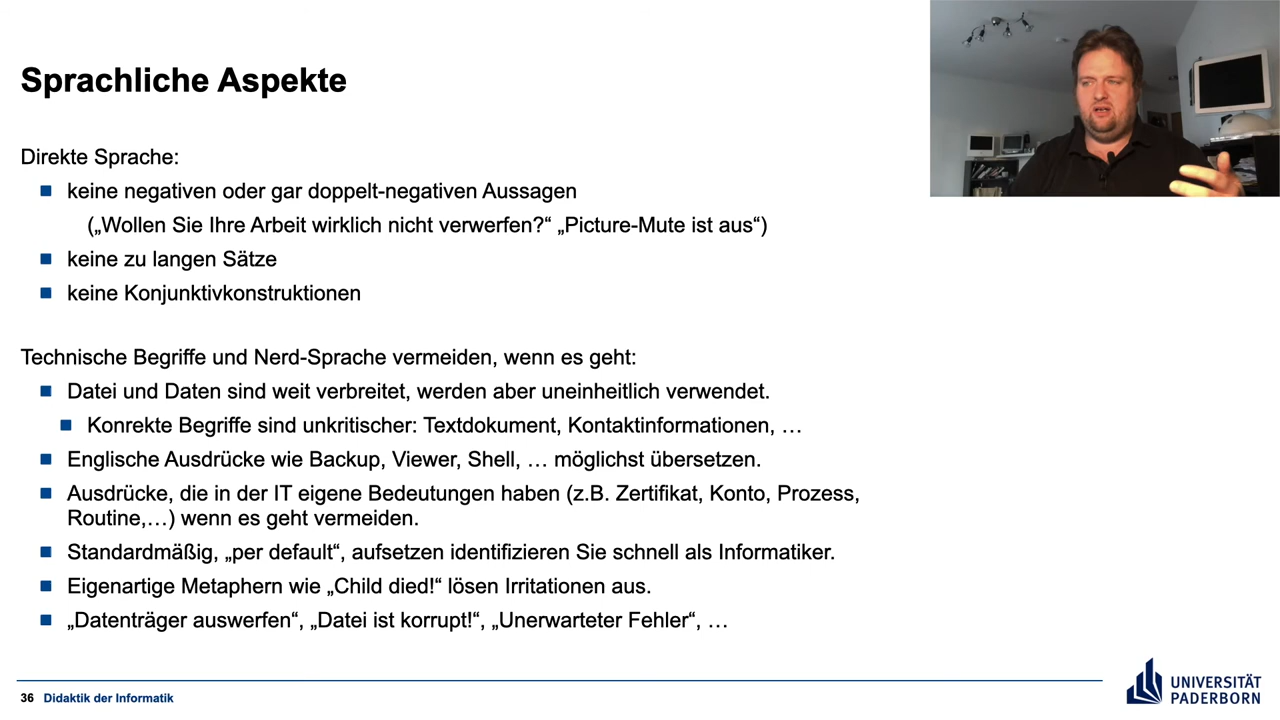 Sprachliche Aspekte
Direkte Sprache:
keine negativen oder gar doppelt-negativen Aussagen
(„Wollen Sie Ihre Arbeit wirklich nicht verwerfen?“ „Picture-Mute ist aus“)
keine zu langen Sätze
keine Konjunktivkonstruktionen
Technische Begriffe und Nerd-Sprache vermeiden, wenn es geht:
Datei und Daten sind weit verbreitet, werden aber uneinheitlich verwendet.
Konrekte Begriffe sind unkritischer: Textdokument, Kontaktinformationen, …
Englische Ausdrücke wie Backup, Viewer, Shell, … möglichst übersetzen.
Ausdrücke, die in der IT eigene Bedeutungen haben (z.B. Zertifikat, Konto, Prozess,
Routine,…) wenn es geht vermeiden.
Standardmäßig, „per default“, aufsetzen identifizieren Sie schnell als Informatiker.
Eigenartige Metaphern wie „Child died!“ lösen Irritationen aus.
„Datenträger auswerfen“, „Datei ist korrupt!“, „Unerwarteter Fehler“, …
36 Didaktik der Informatik
UNIVERSITÄT
PADERBORN